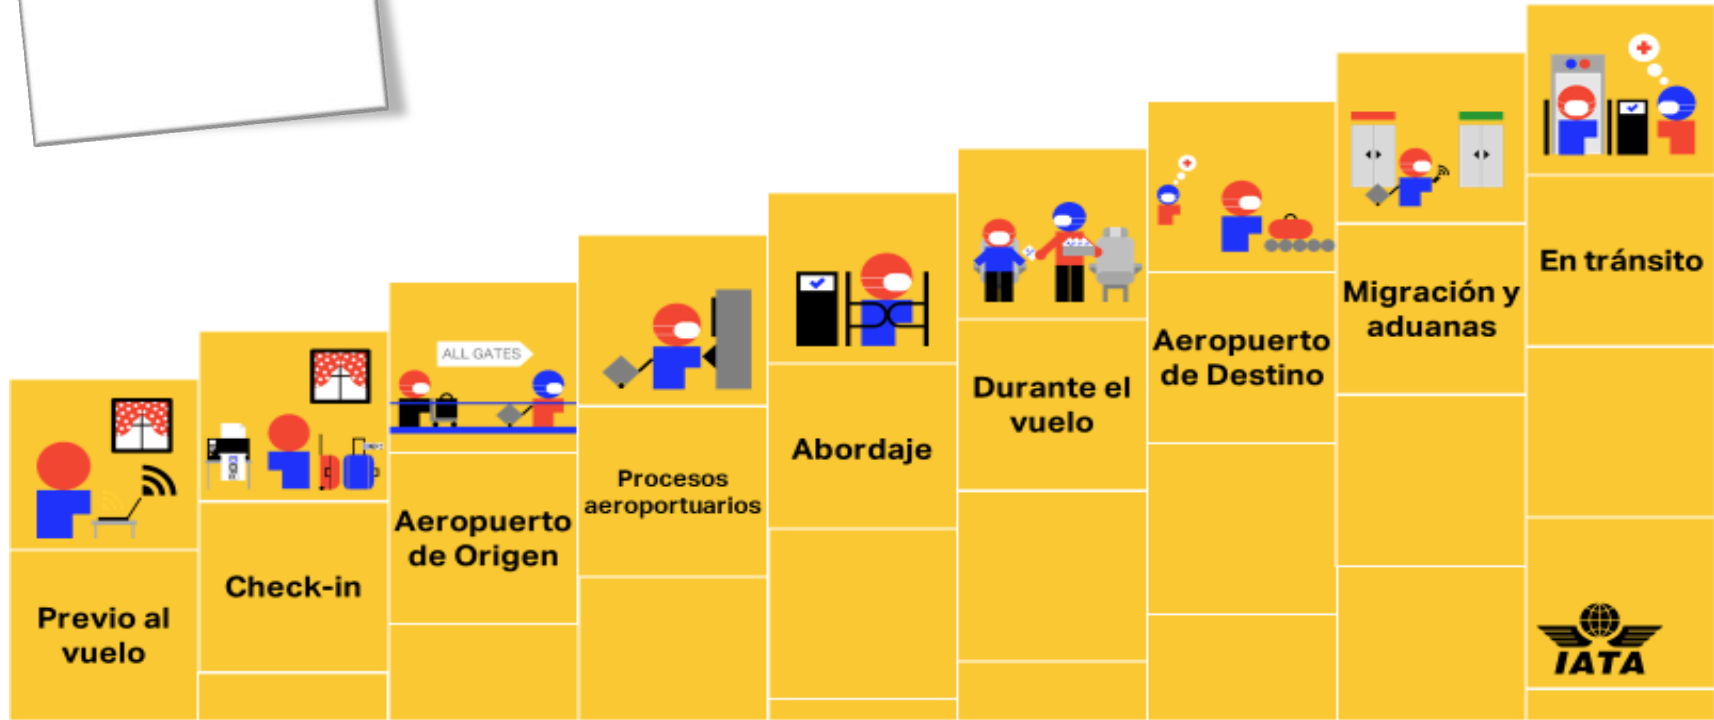 Previo al
vuelo
Check-in
ALL GATES
Aeropuerto
de Origen
Procesos
aeroportuarios
Abordaje
Durante el
vuelo
Aeropuerto
de Destino
Migración y
aduanas
En tránsito
IATA